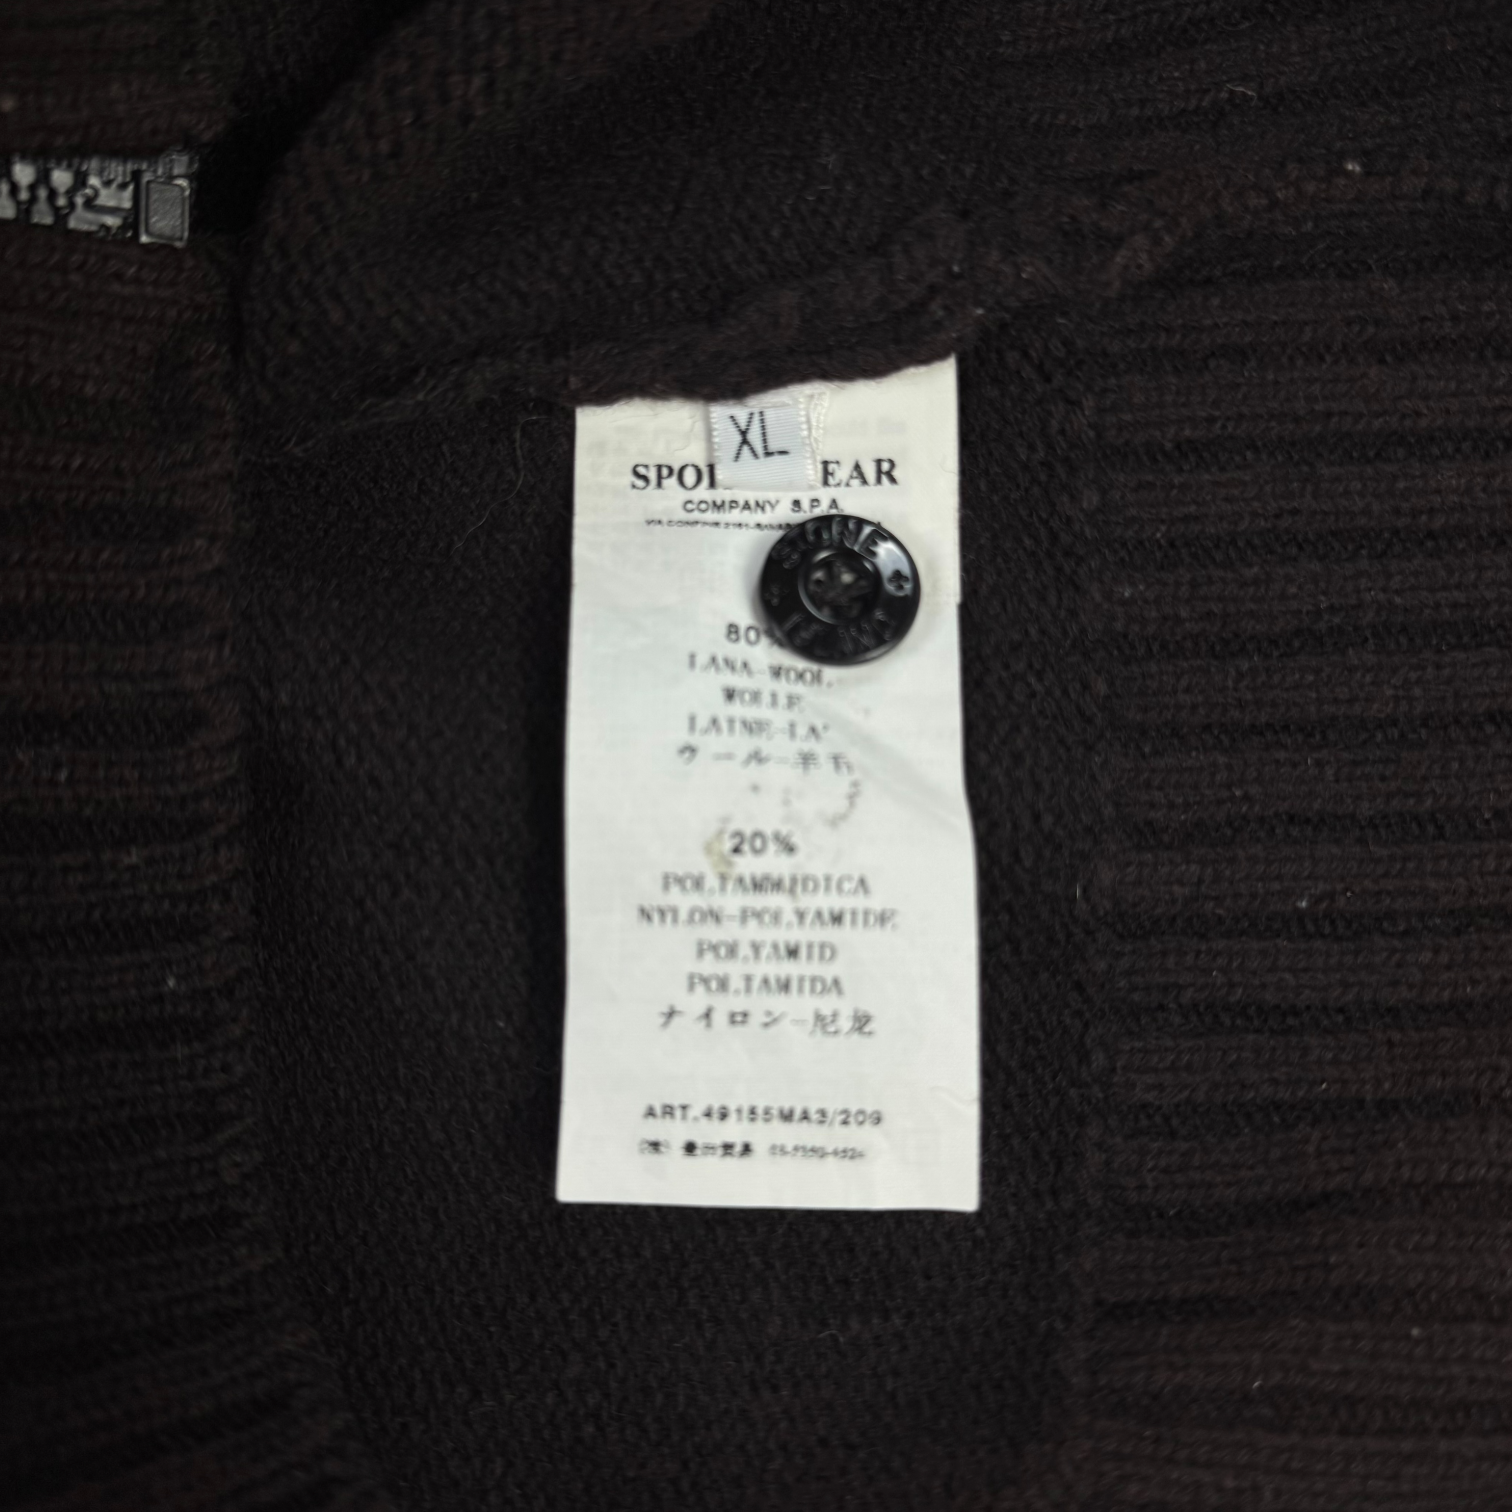 XL
SPOR EAR
COMPANY S.P.A.
STONE
80%
LANA-WOOL
WOLLE
LAINE-LA
ウール-羊毛
20%
POLIAMMIDICA
NYLON-POLYAMIDE
POLYAMID
POLIAMIDA
ナイロン-尼龙
ART.49155MA3/209